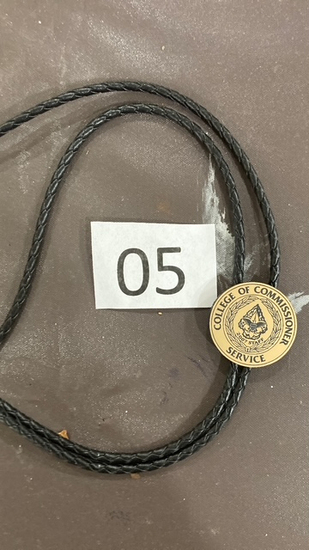 05
COLLEGE OF COMMISSIONER
SERVICE